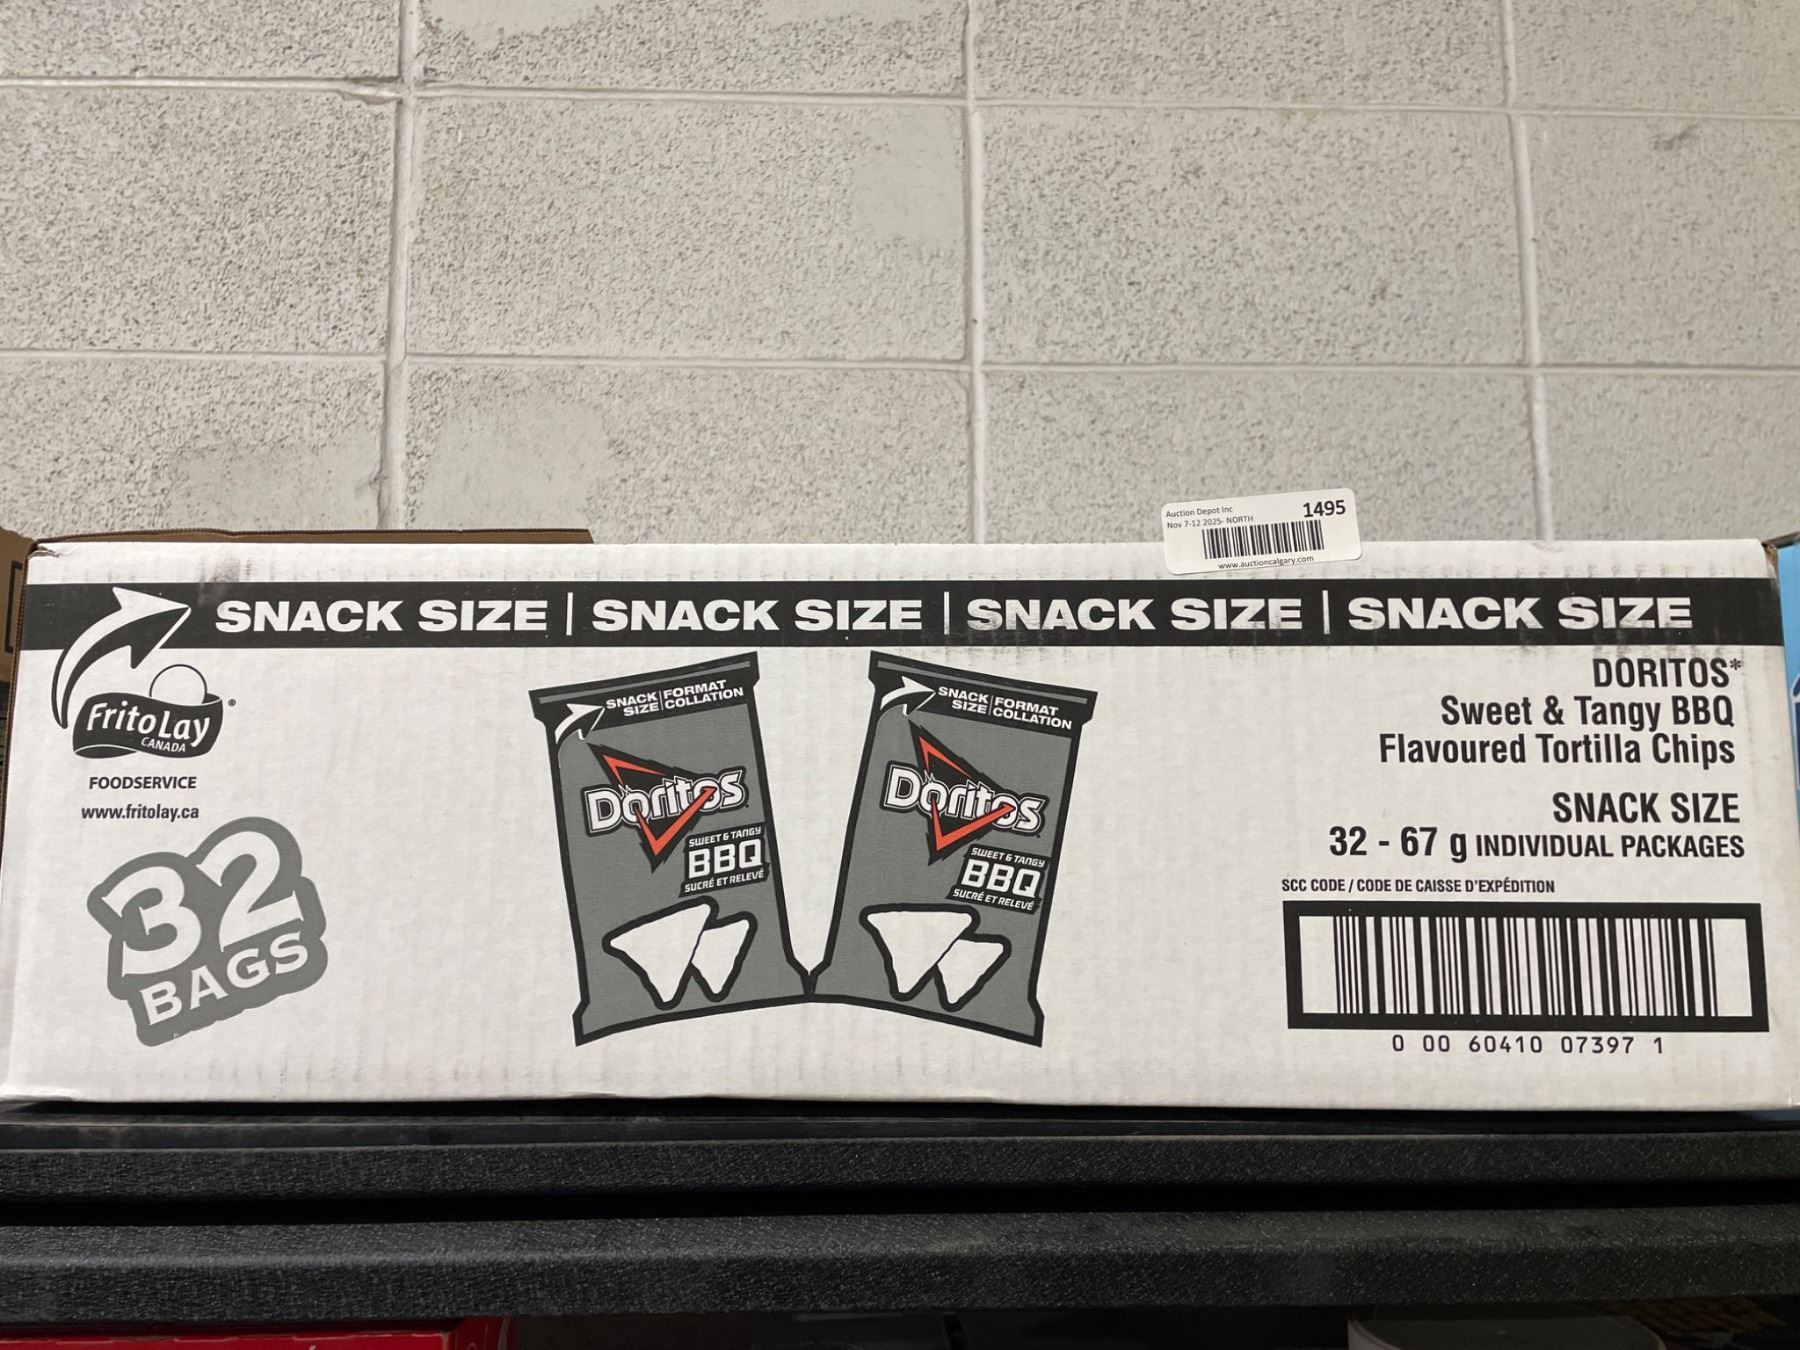 Auction Depot Inc
1495
Nov 7-12 2025- NORTH
www.auctioncalgary.com
SNACK SIZE | SNACK SIZE | SNACK SIZE | SNACK SIZE
FritoLay
CANADA
FOODSERVICE
www.fritolay.ca
32
BAGS
SNACK SIZE | FORMAT COLLATION
Doritos
SWEET & TANGY
BBQ
SUCRÉ ET RELEVÉ
SNACK SIZE | FORMAT COLLATION
Doritos
SWEET & TANGY
BBQ
SUCRÉ ET RELEVÉ
DORITOS*
Sweet & Tangy BBQ
Flavoured Tortilla Chips
SNACK SIZE
32 - 67 g INDIVIDUAL PACKAGES
SCC CODE / CODE DE CAISSE D'EXPÉDITION
0 00 60410 07397 1